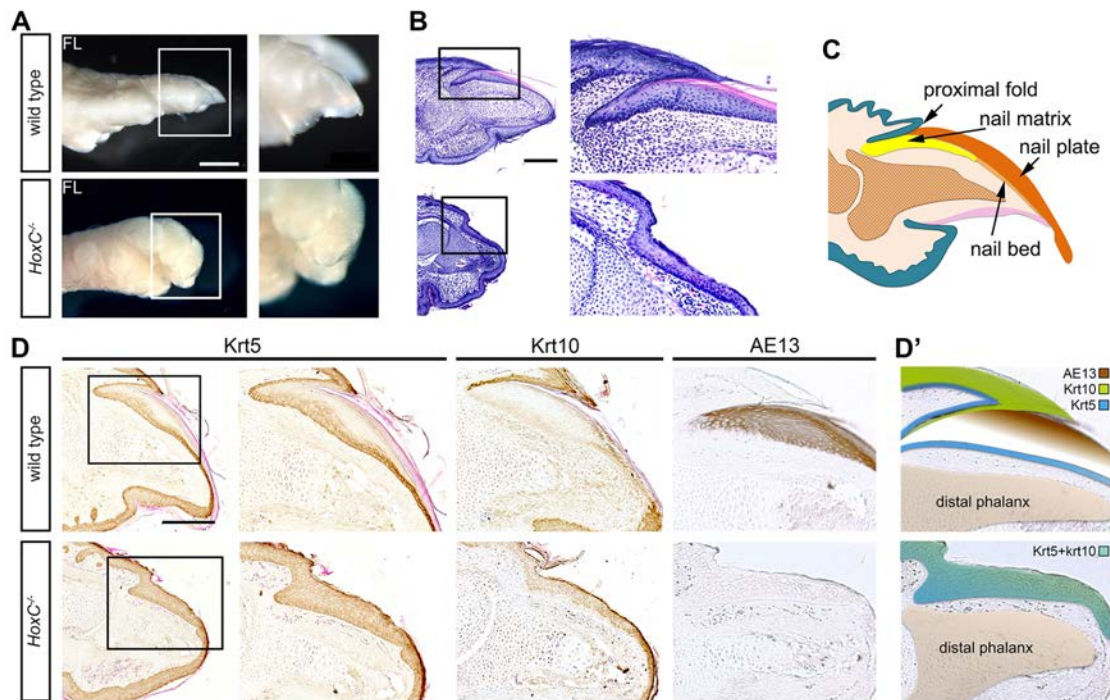 A
wild type
FL
HoxC-/-
FL
B
C
proximal fold
nail matrix
nail plate
nail bed
D
Krt5
Krt10
AE13
wild type
HoxC-/-
D'
AE13
Krt10
Krt5
distal phalanx
Krt5+krt10
distal phalanx